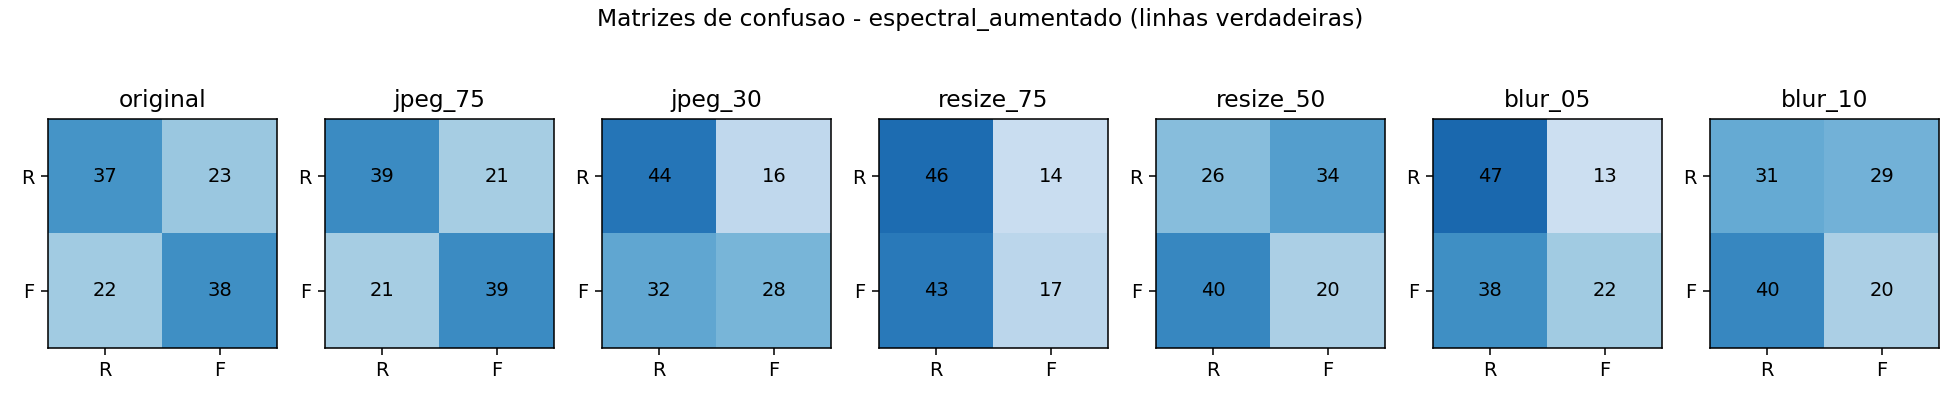 Matrizes de confusao - espectral_aumentado (linhas verdadeiras)
original jpeg_75 jpeg_30 resize_75 resize_50 blur_05 blur_10
R 37 23 R 39 21 R 44 16 R 46 14 R 26 34 R 47 13 R 31 29
F 22 38 F 21 39 F 32 28 F 43 17 F 40 20 F 38 22 F 40 20
R F R F R F R F R F R F R F